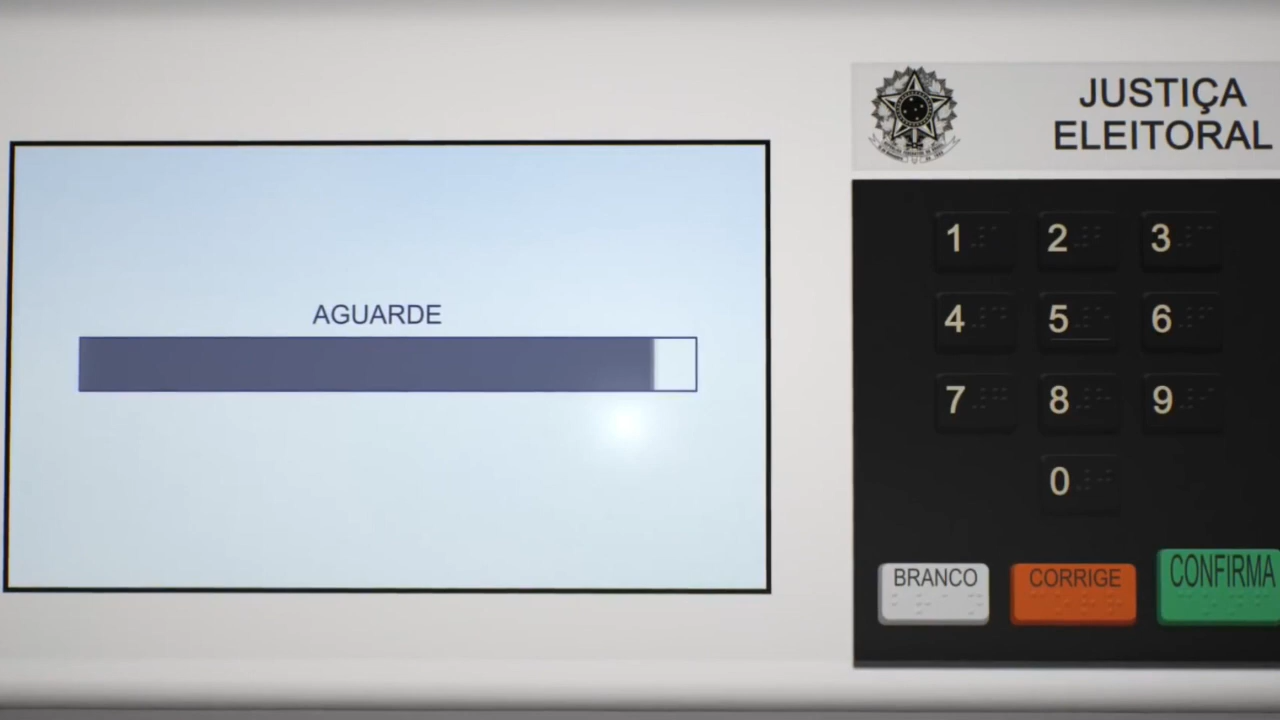 JUSTIÇA
ELEITORAL
AGUARDE
1 2 3
4 5 6
7 8 9
0
BRANCO CORRIGE CONFIRMA